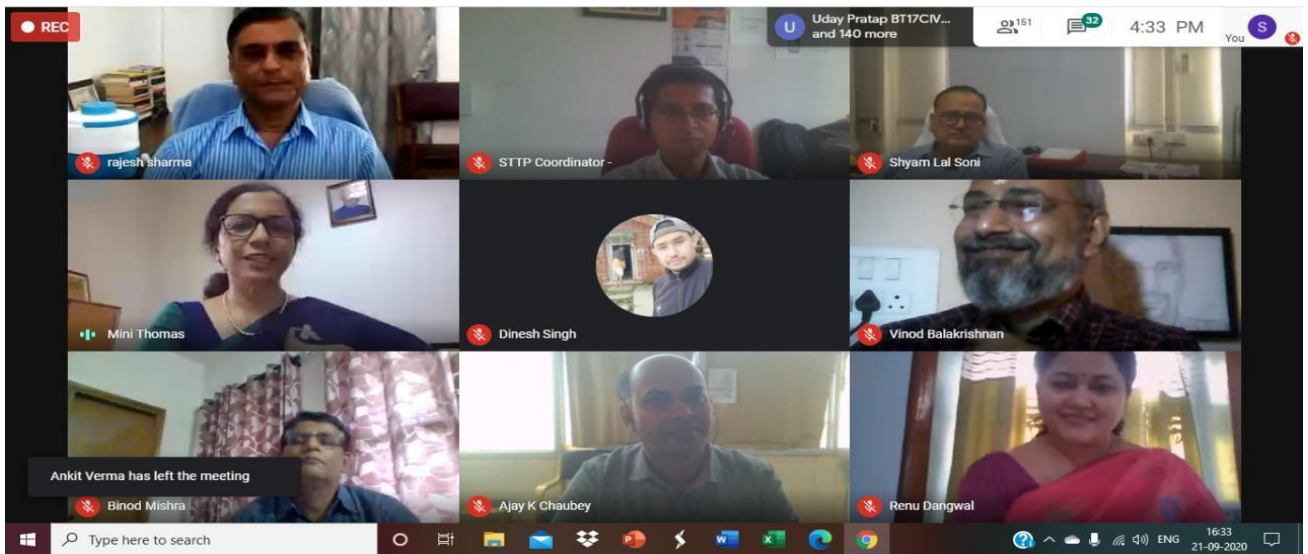 REC
Uday Pratap BT17CIV...
and 140 more
U
151
32
4:33 PM
You
S
rajesh sharma
STTP Coordinator -
Shyam Lal Soni
Mini Thomas
Dinesh Singh
Vinod Balakrishnan
Ankit Verma has left the meeting
Binod Mishra
Ajay K Chaubey
Renu Dangwal
Type here to search
ENG
16:33
21-09-2020